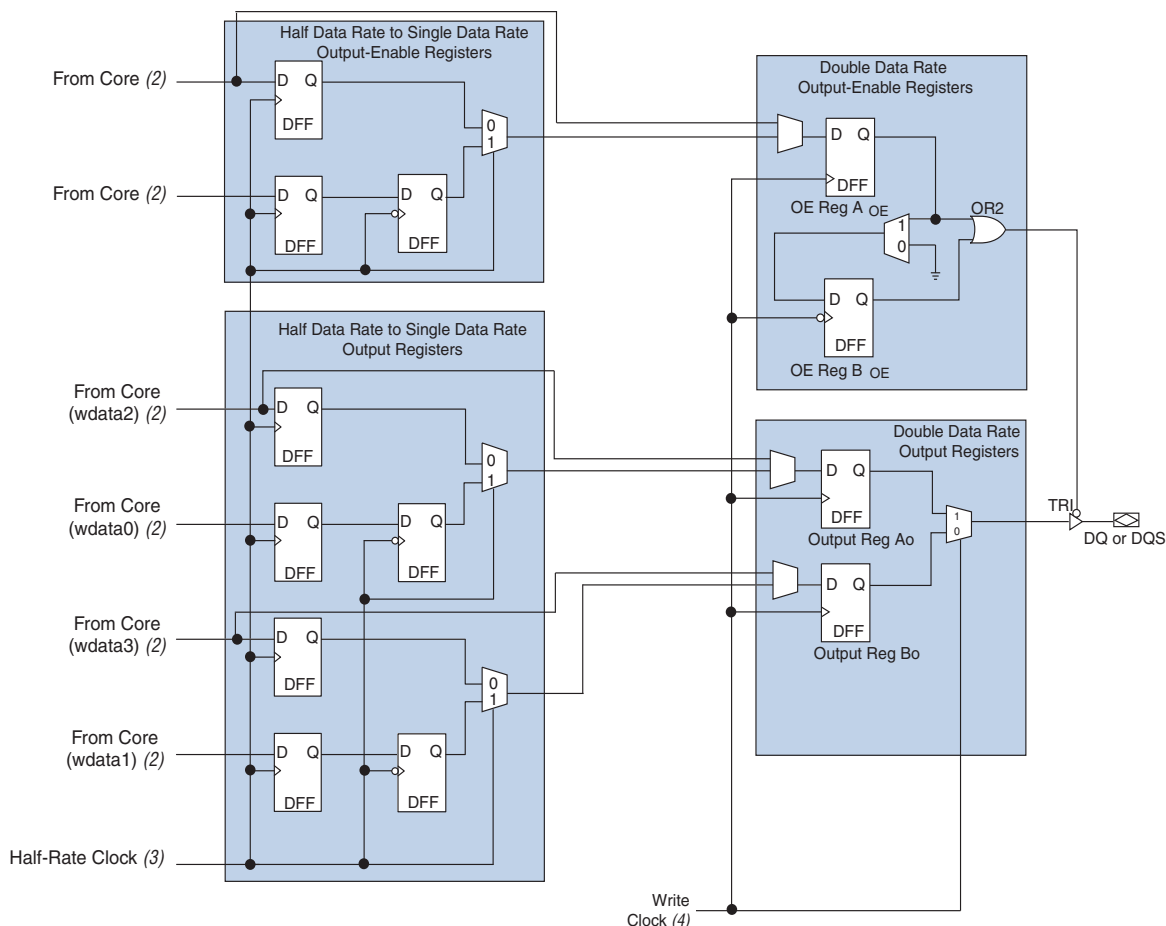 Half Data Rate to Single Data Rate
Output-Enable Registers
From Core (2)
D Q
DFF
0
1
From Core (2)
D Q
DFF
D Q
DFF
Double Data Rate
Output-Enable Registers
D Q
DFF
OE Reg A OE
OR2
1
0
D Q
DFF
OE Reg B OE
Half Data Rate to Single Data Rate
Output Registers
From Core
(wdata2) (2)
D Q
DFF
0
1
From Core
(wdata0) (2)
D Q
DFF
D Q
DFF
From Core
(wdata3) (2)
D Q
DFF
0
1
From Core
(wdata1) (2)
D Q
DFF
D Q
DFF
Half-Rate Clock (3)
Double Data Rate
Output Registers
D Q
DFF
Output Reg Ao
1
0
D Q
DFF
Output Reg Bo
TRI
DQ or DQS
Write
Clock (4)